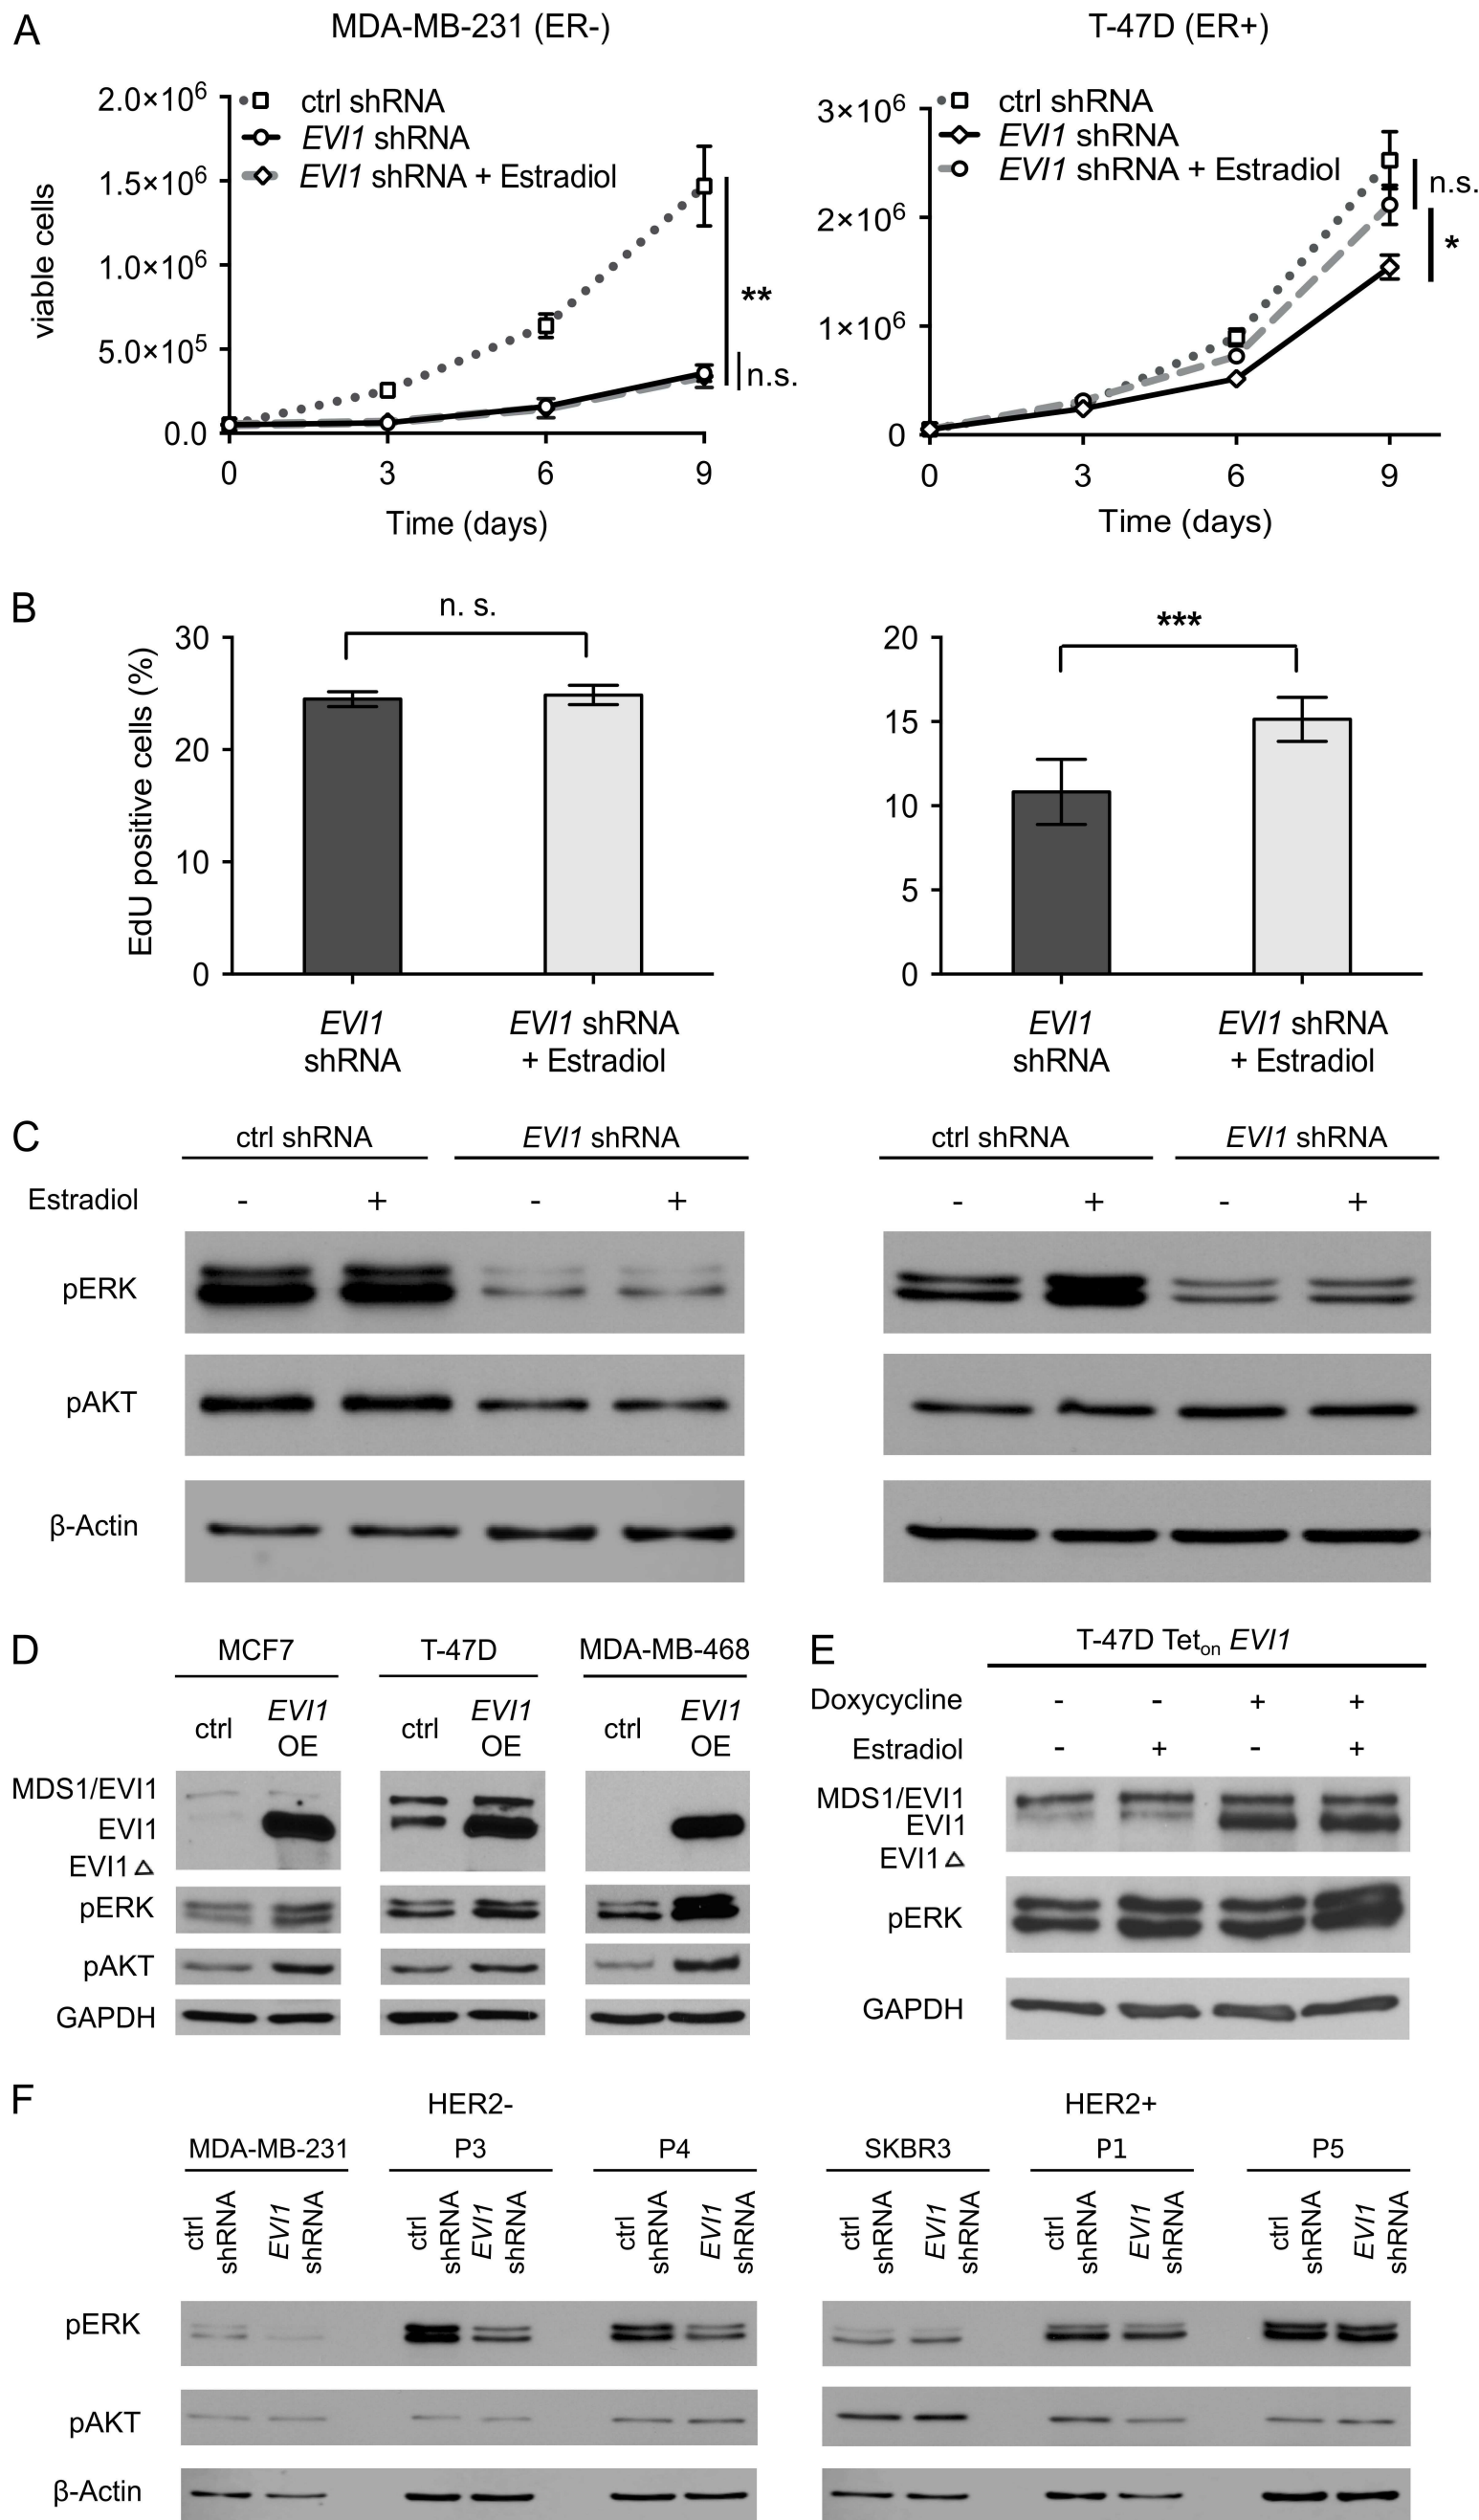 A
MDA-MB-231 (ER-)
T-47D (ER+)
viable cells
2.0×10⁶
1.5×10⁶
1.0×10⁶
5.0×10⁵
0.0
ctrl shRNA
EVI1 shRNA
EVI1 shRNA + Estradiol
**
n.s.
0 3 6 9
Time (days)
3×10⁶
2×10⁶
1×10⁶
0
ctrl shRNA
EVI1 shRNA
EVI1 shRNA + Estradiol
n.s.
*
0 3 6 9
Time (days)
B
EdU positive cells (%)
30
20
10
0
n. s.
EVI1
shRNA
EVI1 shRNA
+ Estradiol
20
15
10
5
0
***
EVI1
shRNA
EVI1 shRNA
+ Estradiol
C
ctrl shRNA EVI1 shRNA ctrl shRNA EVI1 shRNA
Estradiol - + - + - + - +
pERK
pAKT
β-Actin
D
MCF7 T-47D MDA-MB-468
ctrl EVI1 OE ctrl EVI1 OE ctrl EVI1 OE
MDS1/EVI1
EVI1
EVI1 △
pERK
pAKT
GAPDH
E
T-47D Teton EVI1
Doxycycline - - + +
Estradiol - + - +
MDS1/EVI1
EVI1
EVI1 △
pERK
GAPDH
F
HER2- HER2+
MDA-MB-231 P3 P4 SKBR3 P1 P5
ctrl shRNA EVI1 shRNA ctrl shRNA EVI1 shRNA ctrl shRNA EVI1 shRNA ctrl shRNA EVI1 shRNA ctrl shRNA EVI1 shRNA ctrl shRNA EVI1 shRNA
pERK
pAKT
β-Actin